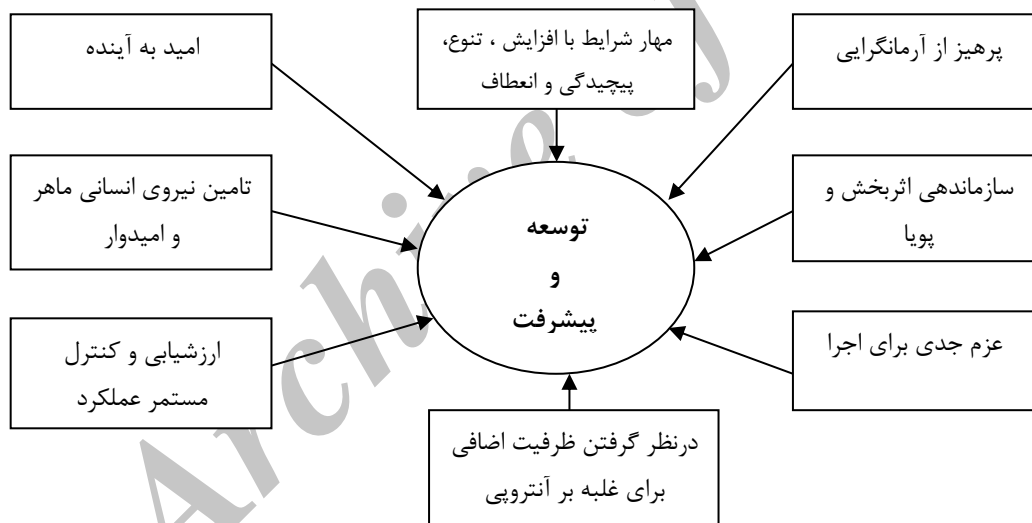 پرهیز از آرمانگرایی
مهار شرایط با افزایش ، تنوع،
پیچیدگی و انعطاف
امید به آینده
سازماندهی اثربخش و
پویا
توسعه
و
پیشرفت
تامین نیروی انسانی ماهر
و امیدوار
عزم جدی برای اجرا
ارزشیابی و کنترل
مستمر عملکرد
درنظر گرفتن ظرفیت اضافی
برای غلبه بر آنتروپی